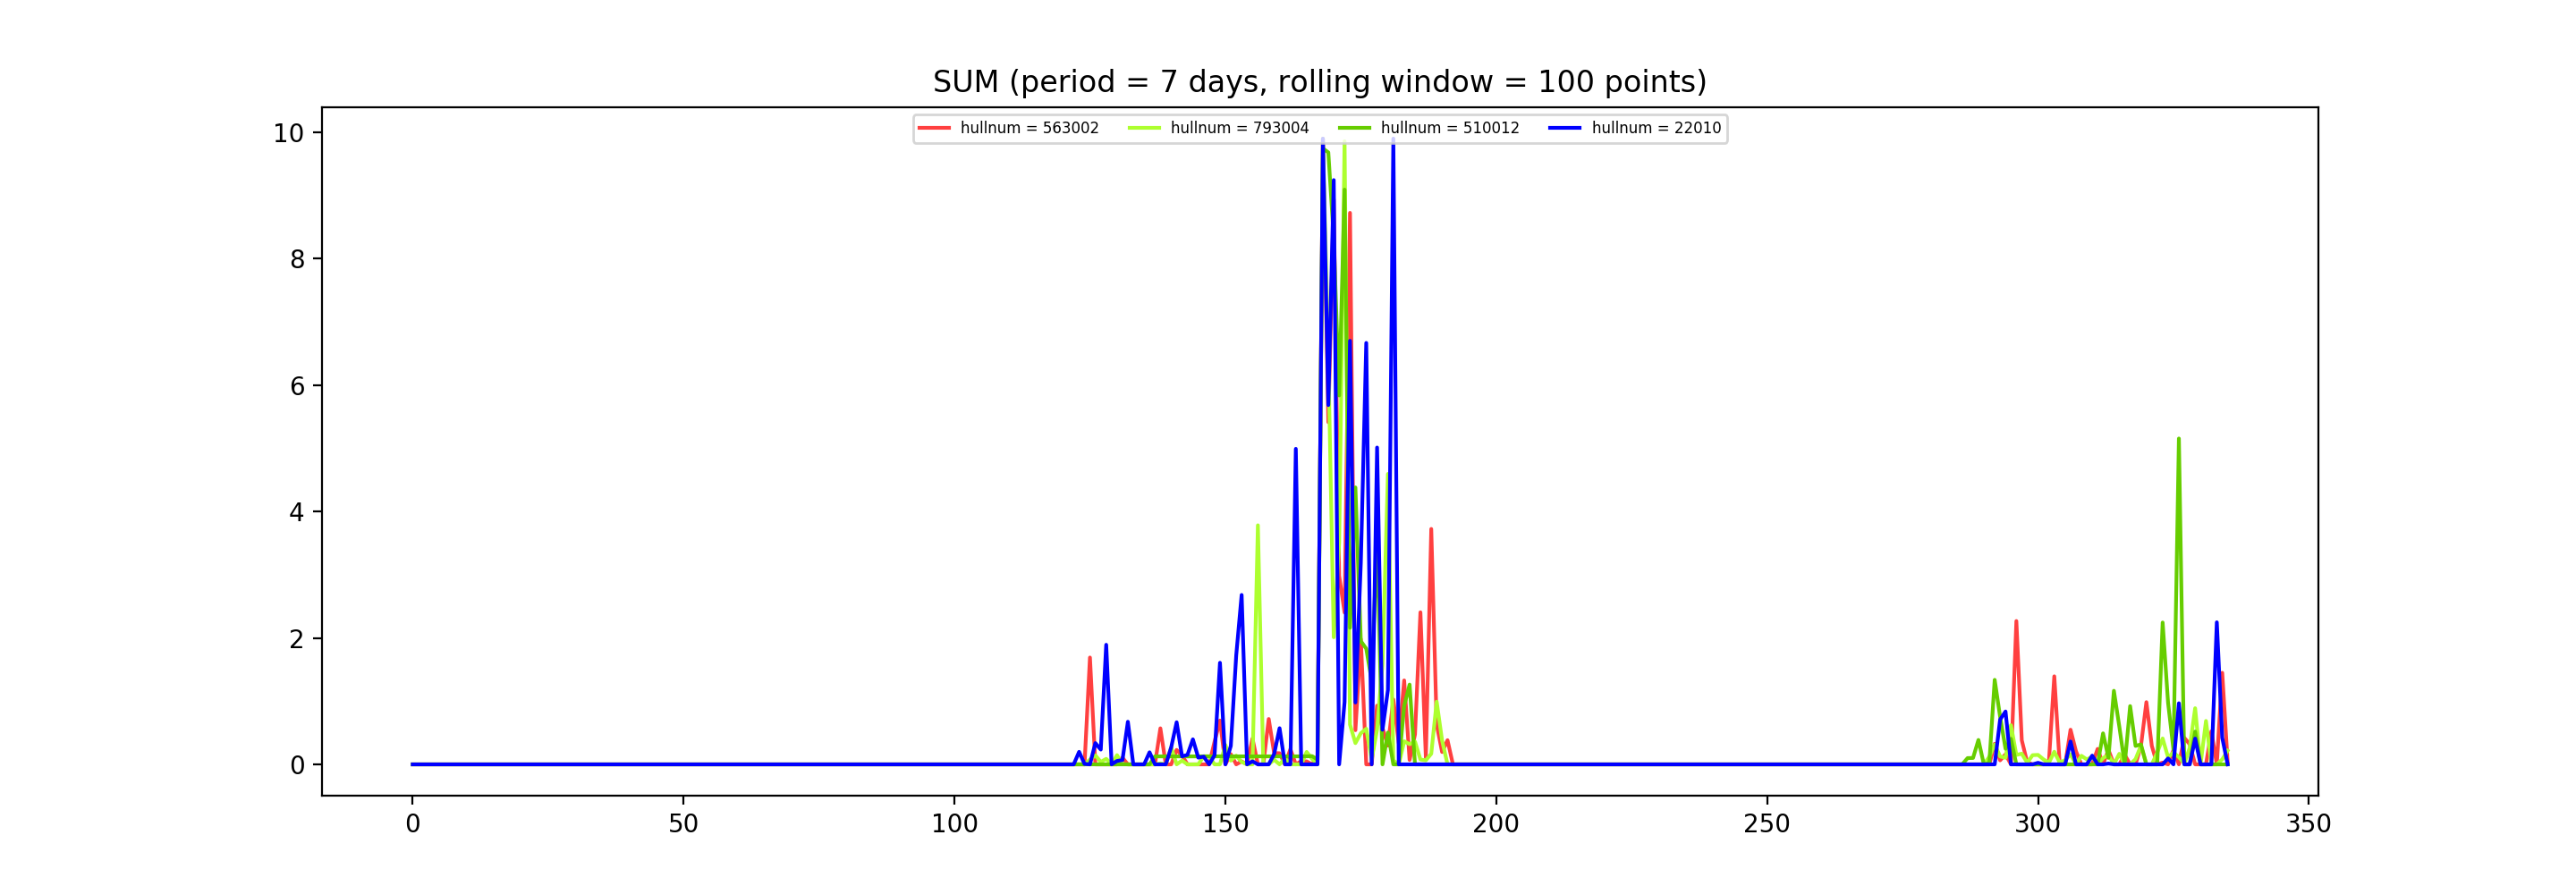 SUM (period = 7 days, rolling window = 100 points)
hullnum = 563002 hullnum = 793004 hullnum = 510012 hullnum = 22010
10
8
6
4
2
0
0 50 100 150 200 250 300 350